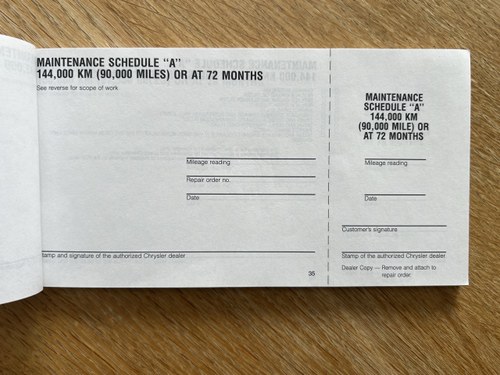 MAINTENANCE SCHEDULE "A"
144,000 KM (90,000 MILES) OR AT 72 MONTHS
See reverse for scope of work
Mileage reading
Repair order no.
Date
tamp and signature of the authorized Chrysler dealer
35
MAINTENANCE
SCHEDULE "A"
144,000 KM
(90,000 MILE) OR
AT 72 MONTHS
Mileage reading
Date
Customer's signature
Stamp of the authorized Chrysler dealer
Dealer Copy — Remove and attach to
repair order